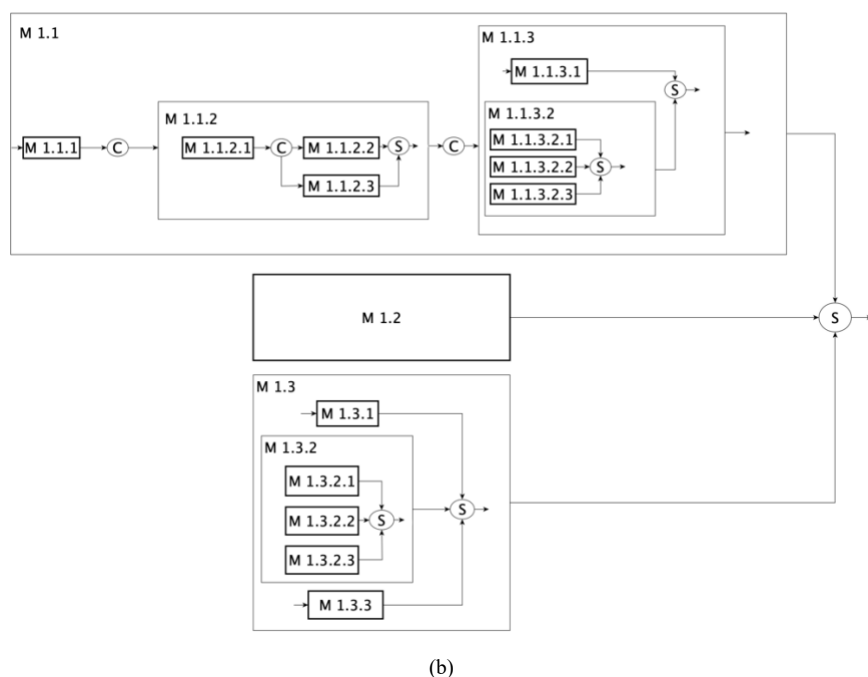 M 1.1
M 1.1.3
M 1.1.3.1
S
M 1.1.2
M 1.1.3.2
M 1.1.1
C
M 1.1.2.1
C
M 1.1.2.2
S
C
M 1.1.3.2.1
M 1.1.3.2.2
S
M 1.1.2.3
M 1.1.3.2.3
M 1.2
S
M 1.3
M 1.3.1
M 1.3.2
M 1.3.2.1
M 1.3.2.2
S
S
M 1.3.2.3
M 1.3.3
(b)